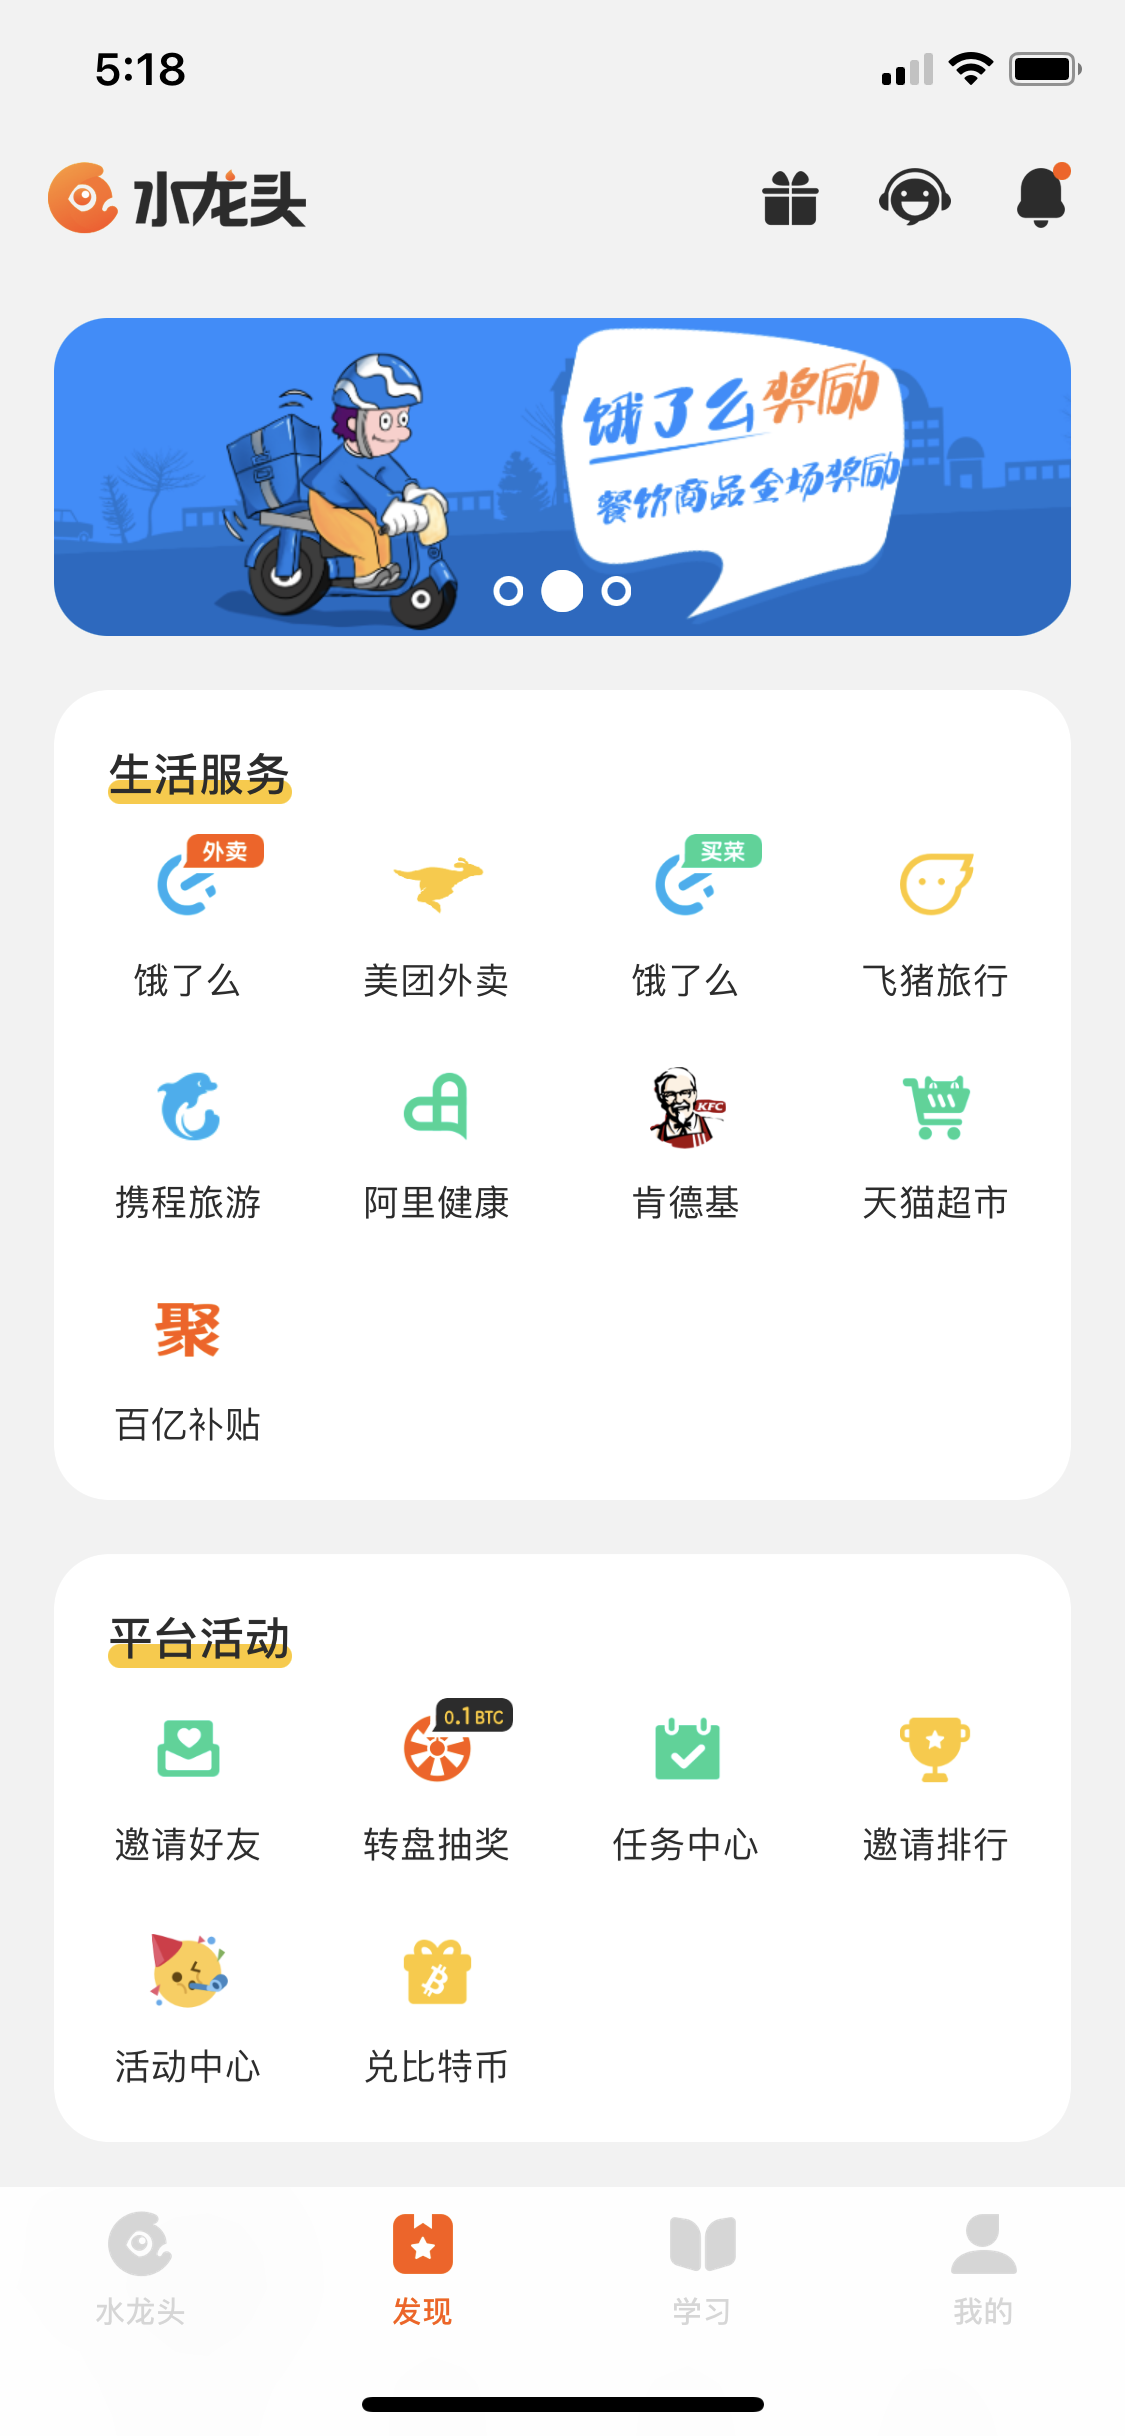 5:18
水龙头
饿了么奖励
餐饮商品全场奖励
生活服务
外卖
买菜
饿了么 美团外卖 饿了么 飞猪旅行
KFC
携程旅游 阿里健康 肯德基 天猫超市
聚
百亿补贴
平台活动
0.1 BTC
邀请好友 转盘抽奖 任务中心 邀请排行
活动中心 兑比特币
水龙头 发现 学习 我的